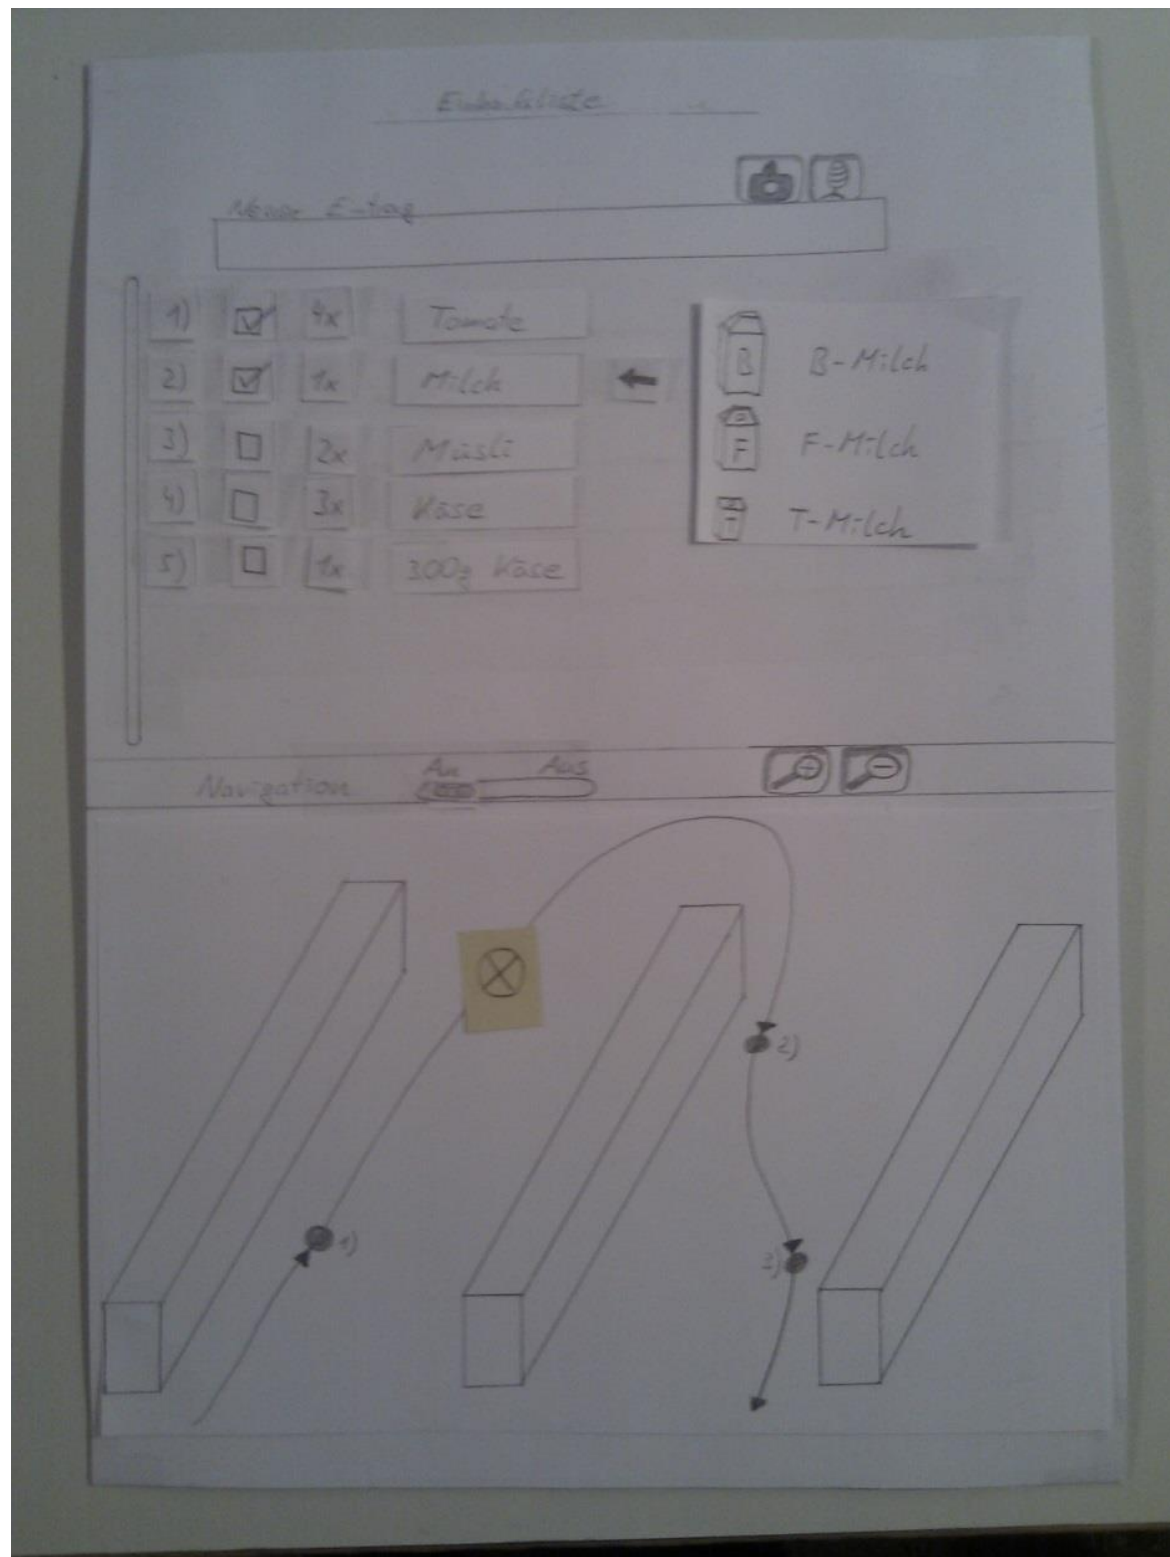 Einkaufsliste
Neuer Eintrag
1) 4x Tomate
2) 1x Milch
3) 2x Müsli
4) 3x Käse
5) 1x 300g Käse
B B-Milch
F F-Milch
T T-Milch
Navigation An Aus
2)
1)
3)